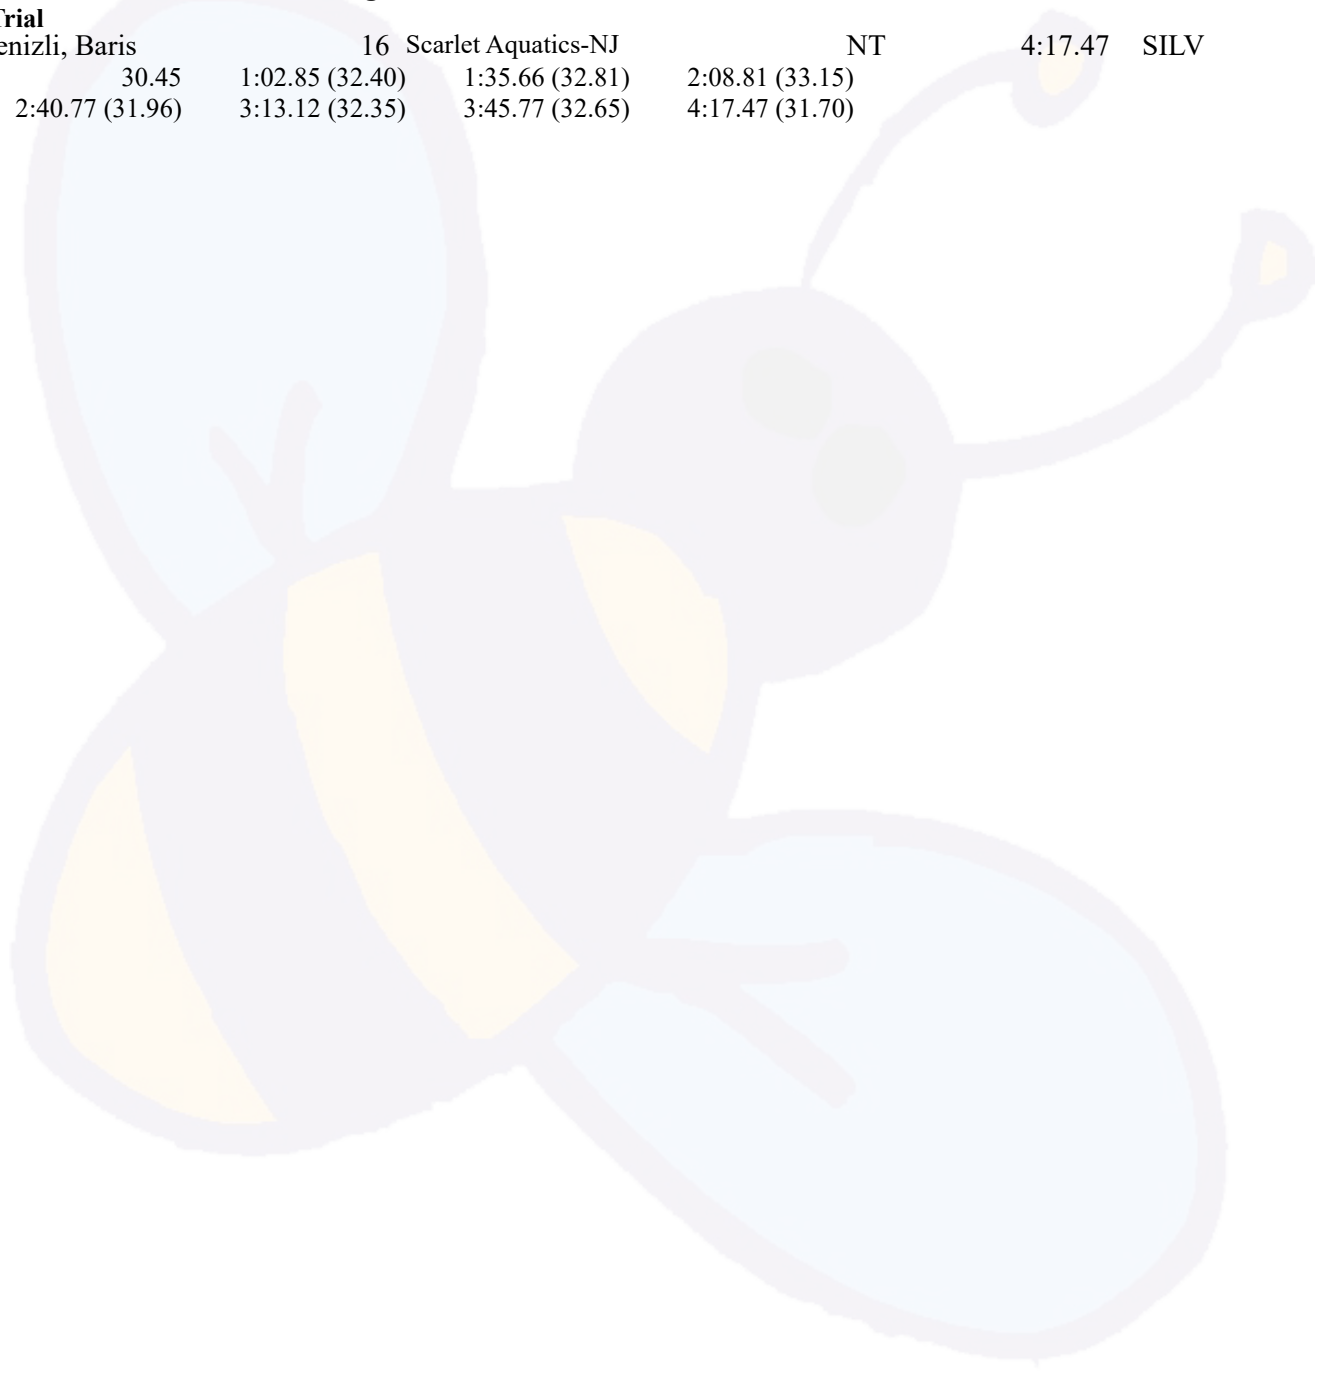 Trial
enizli, Baris 16 Scarlet Aquatics-NJ NT 4:17.47 SILV
30.45 1:02.85 (32.40) 1:35.66 (32.81) 2:08.81 (33.15)
2:40.77 (31.96) 3:13.12 (32.35) 3:45.77 (32.65) 4:17.47 (31.70)